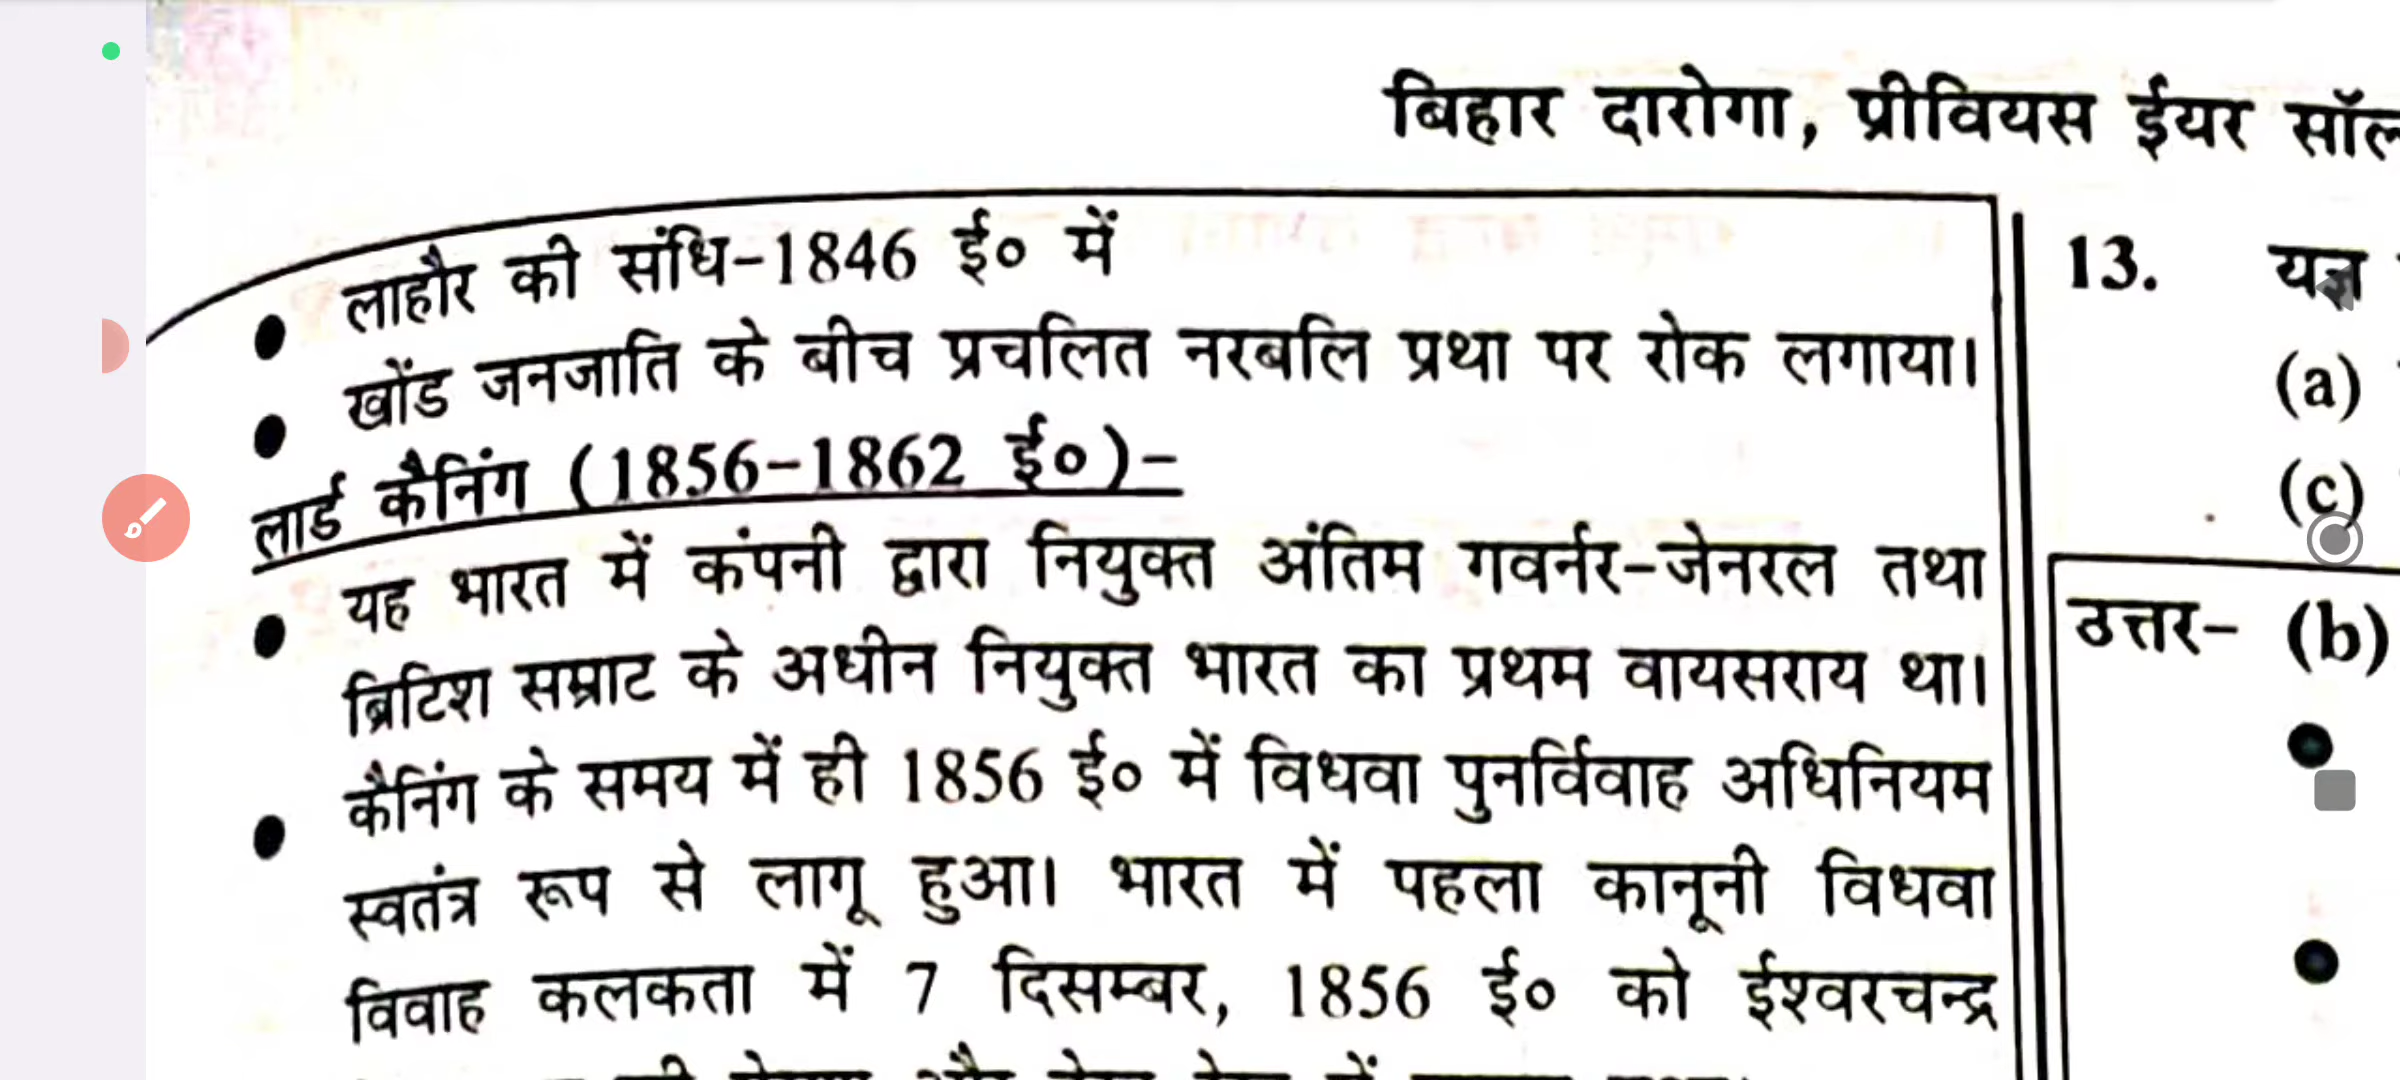 बिहार दारोगा, प्रीवियस ईयर
• लाहौर की संधि-1846 ई० में
• खोंड जनजाति के बीच प्रचलित नरबलि प्रथा पर रोक लगाया।
लार्ड कैनिंग (1856-1862 ई०)-
• यह भारत में कंपनी द्वारा नियुक्त अंतिम गवर्नर-जेनरल तथा
ब्रिटिश सम्राट के अधीन नियुक्त भारत का प्रथम वायसराय था।
• कैनिंग के समय में ही 1856 ई० में विधवा पुनर्विवाह अधिनियम
स्वतंत्र रूप से लागू हुआ। भारत में पहला कानूनी विधवा
विवाह कलकता में 7 दिसम्बर, 1856 ई० को ईश्वरचन्द्र
13.
(a)
(c)
उत्तर- (b)
•
•